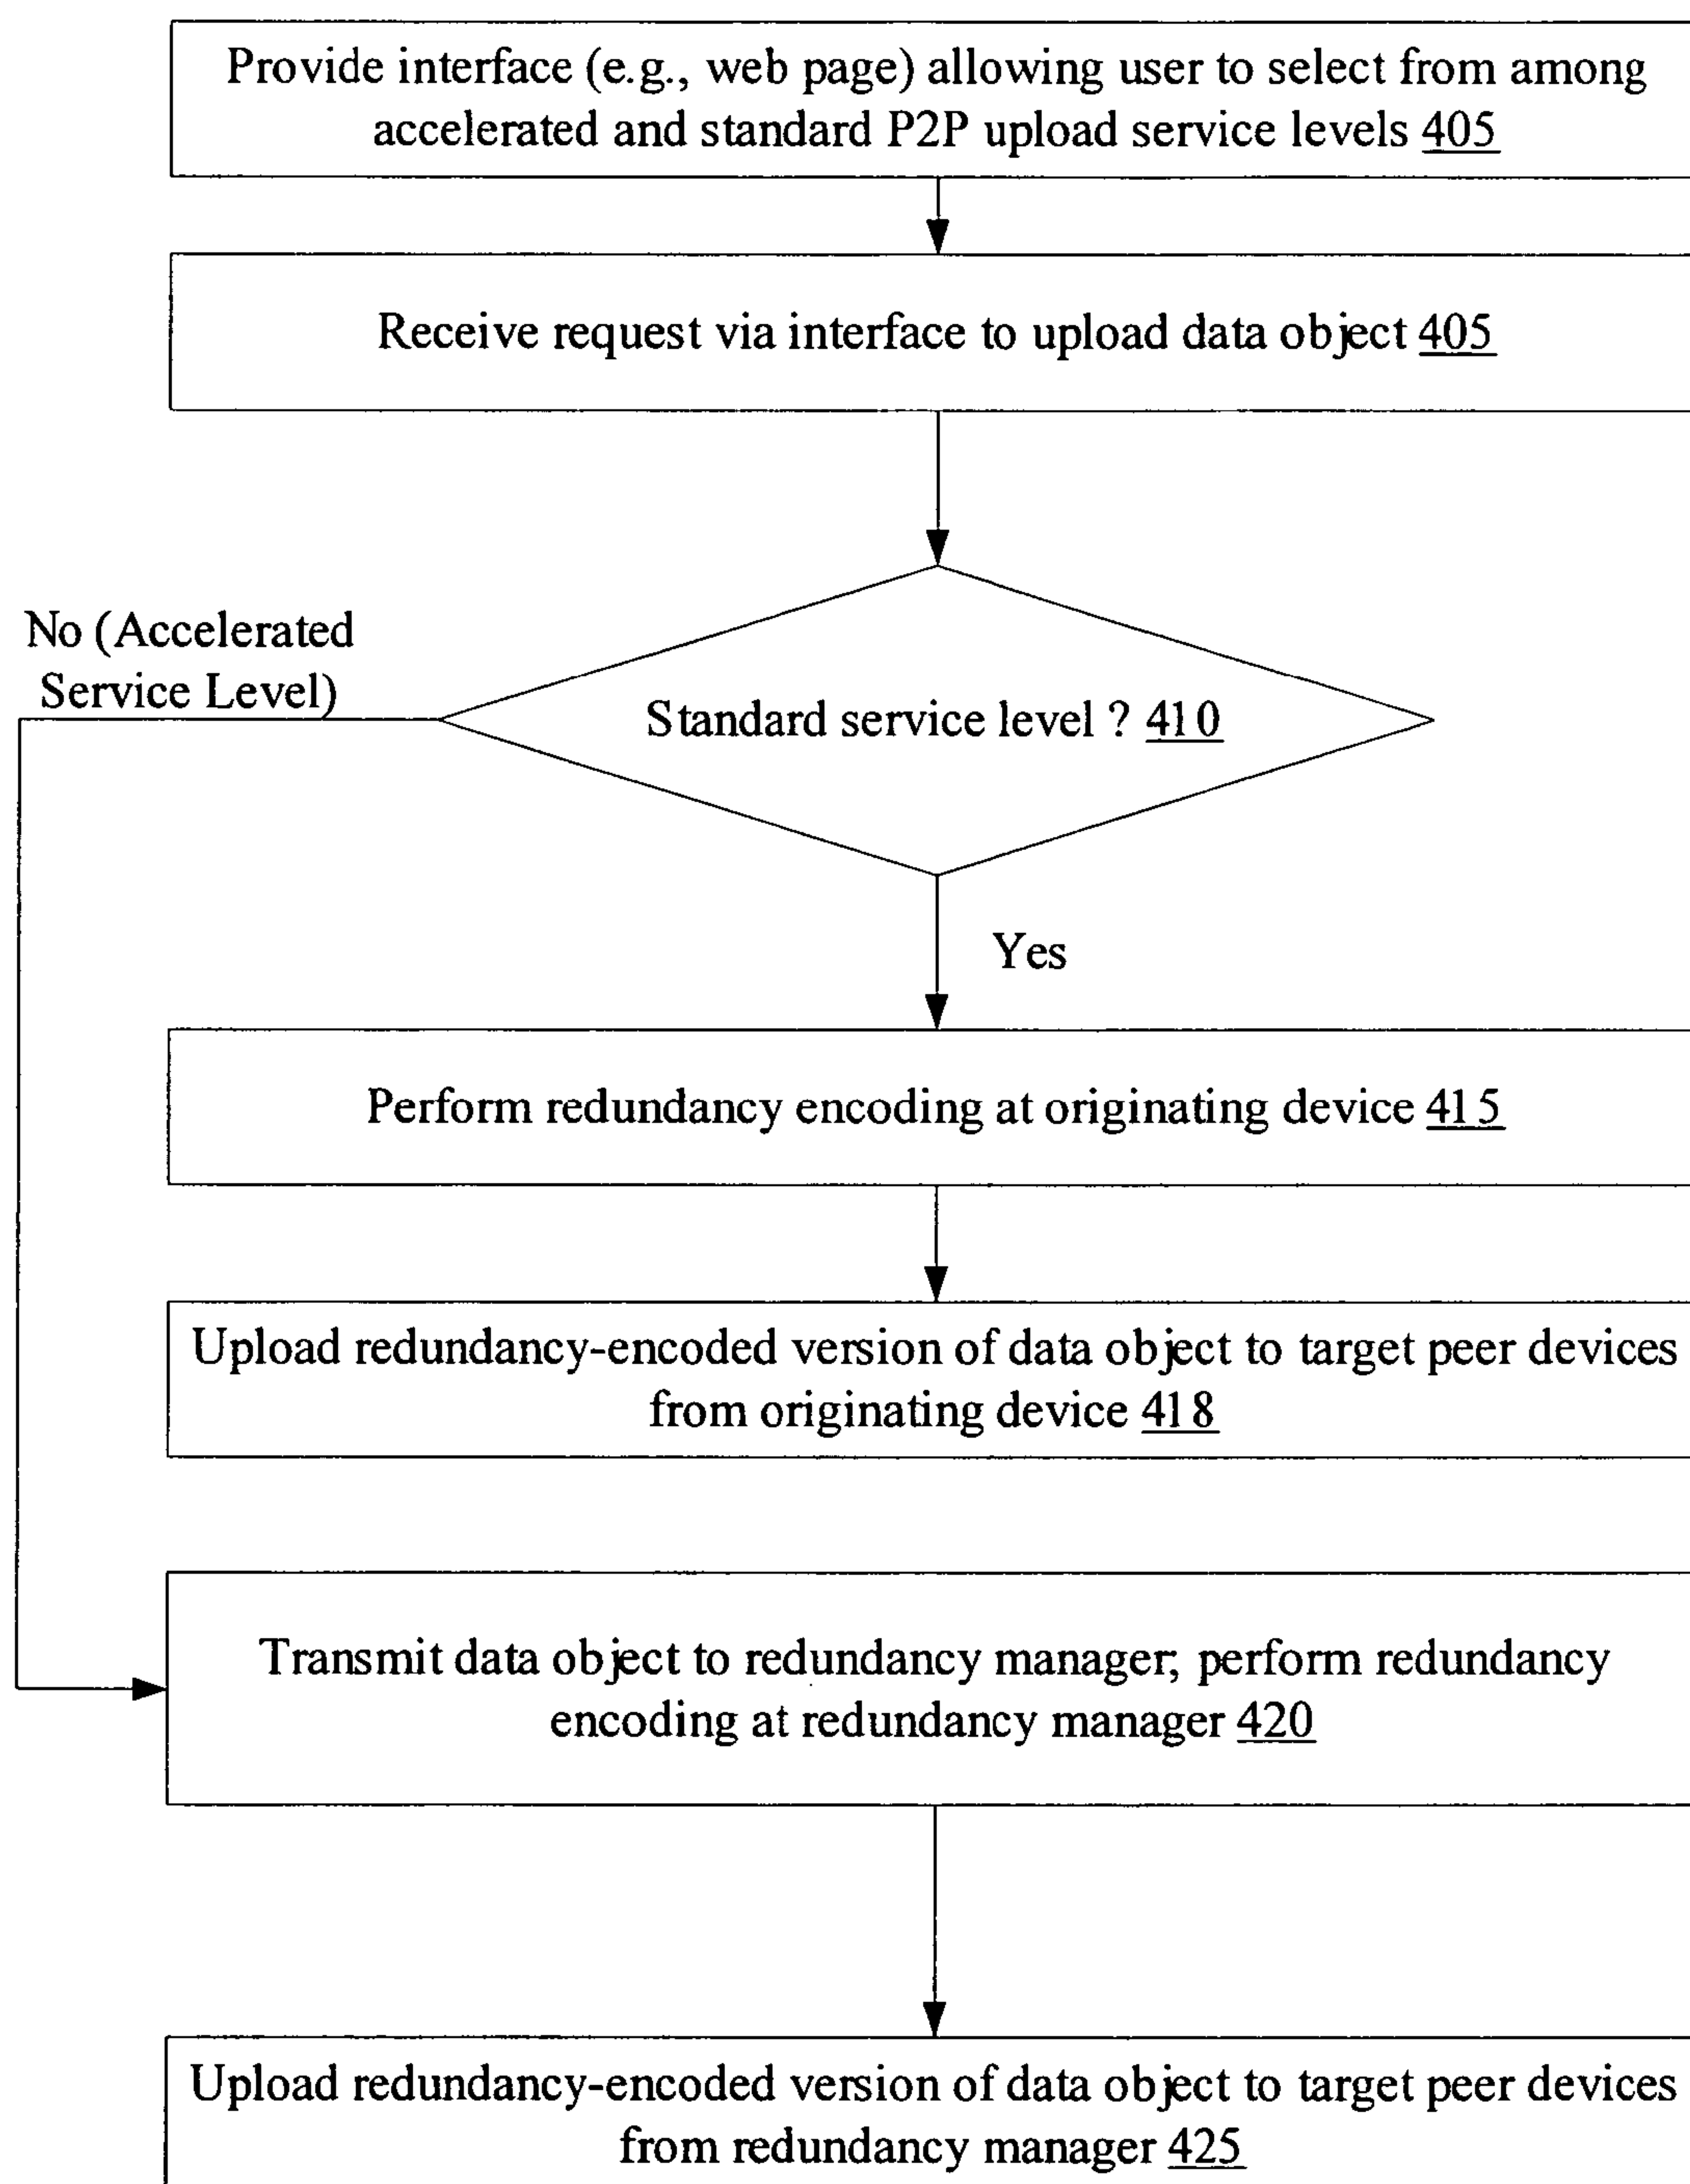 Provide interface (e.g., web page) allowing user to select from among
accelerated and standard P2P upload service levels 405
Receive request via interface to upload data object 405
No (Accelerated
Service Level)
Standard service level ? 410
Yes
Perform redundancy encoding at originating device 415
Upload redundancy-encoded version of data object to target peer devices
from originating device 418
Transmit data object to redundancy manager; perform redundancy
encoding at redundancy manager 420
Upload redundancy-encoded version of data object to target peer devices
from redundancy manager 425